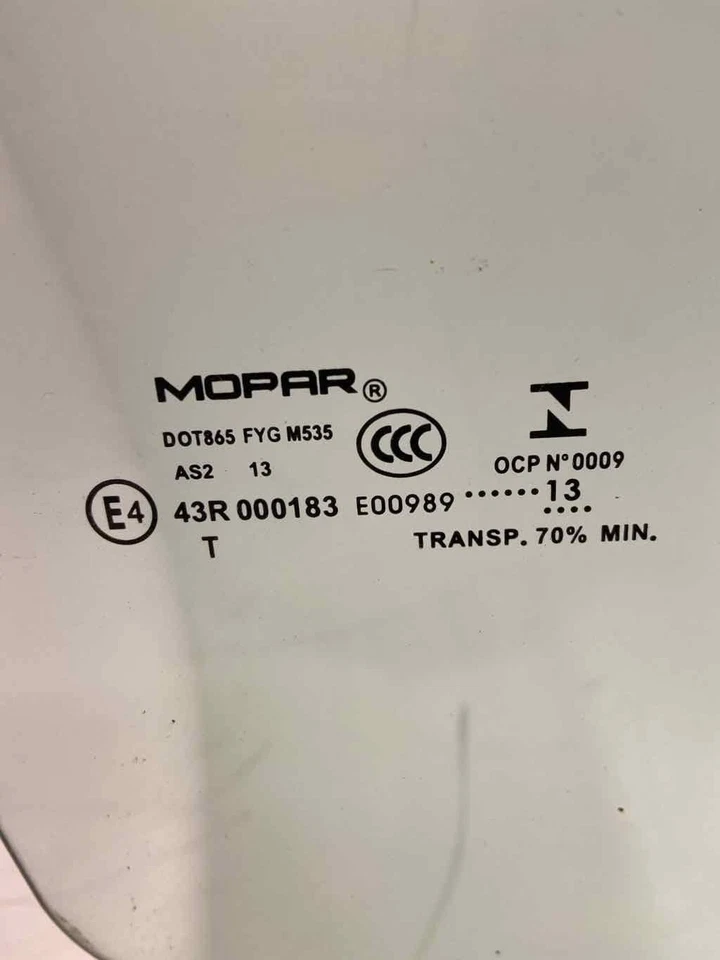 MOPAR®
DOT865 FYG M535
CCC
AS2 13
OCP N°0009
E4 43R 000183 E00989 ······13
····
T
TRANSP. 70% MIN.